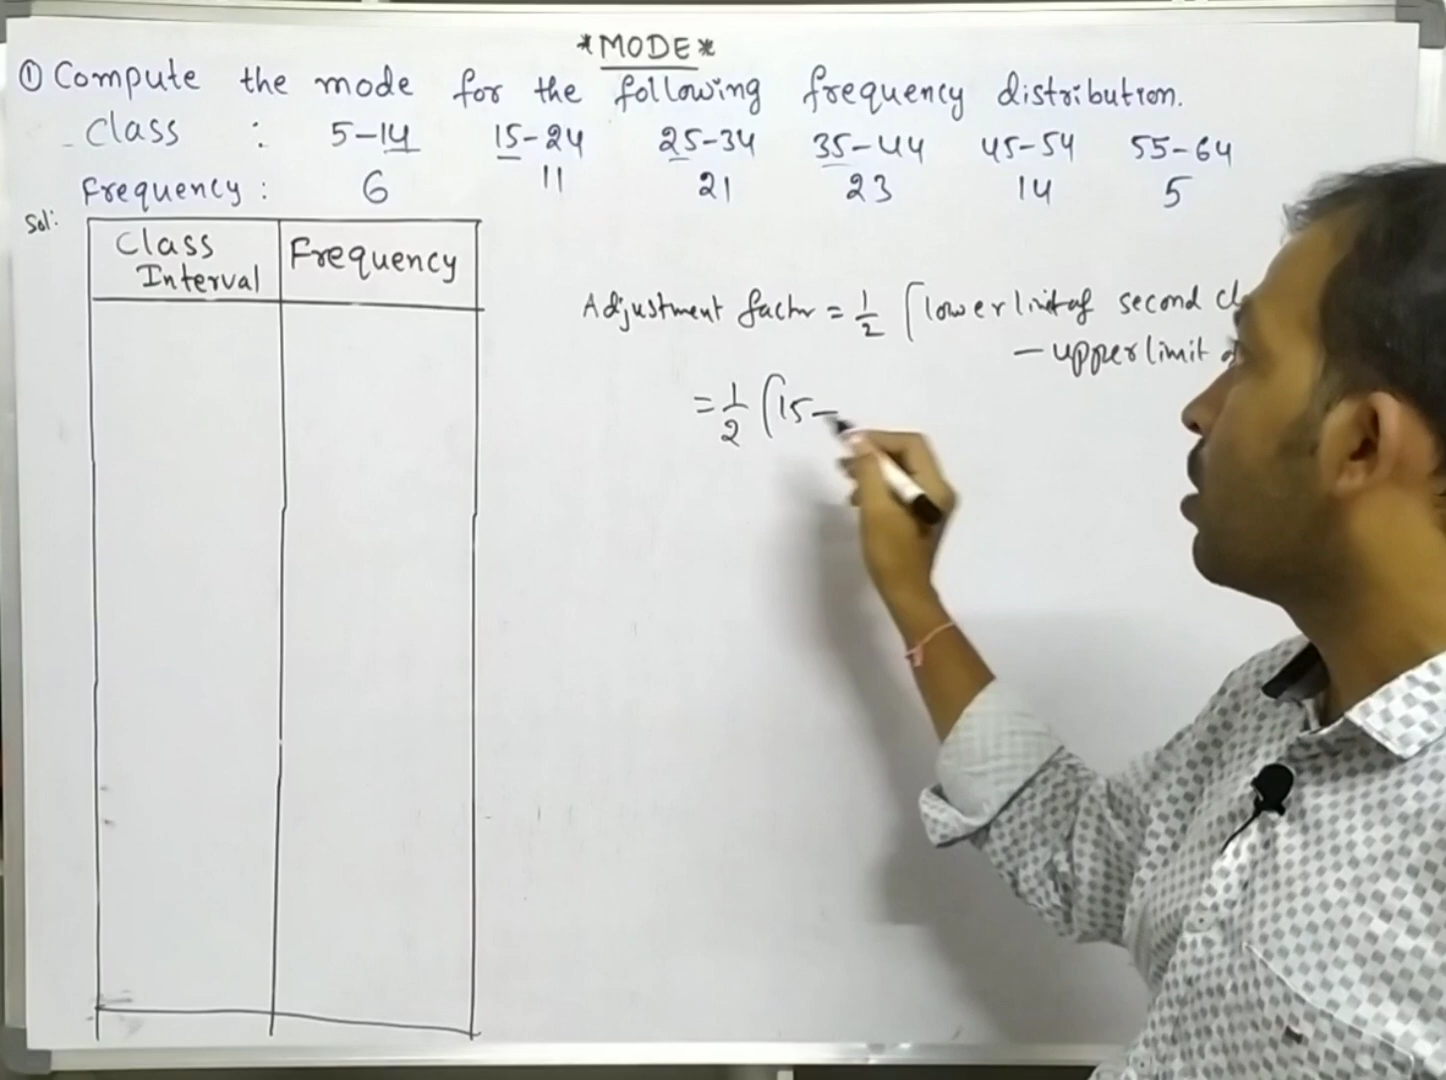 *MODE*
① Compute the mode for the following frequency distribution.
Class : 5-14 15-24 25-34 35-44 45-54 55-64
Frequency : 6 11 21 23 14 5
Sol:
Class Interval Frequency
Adjustment factor = 1/2 [lower limit of second
- upper limit
= 1/2 [15 -